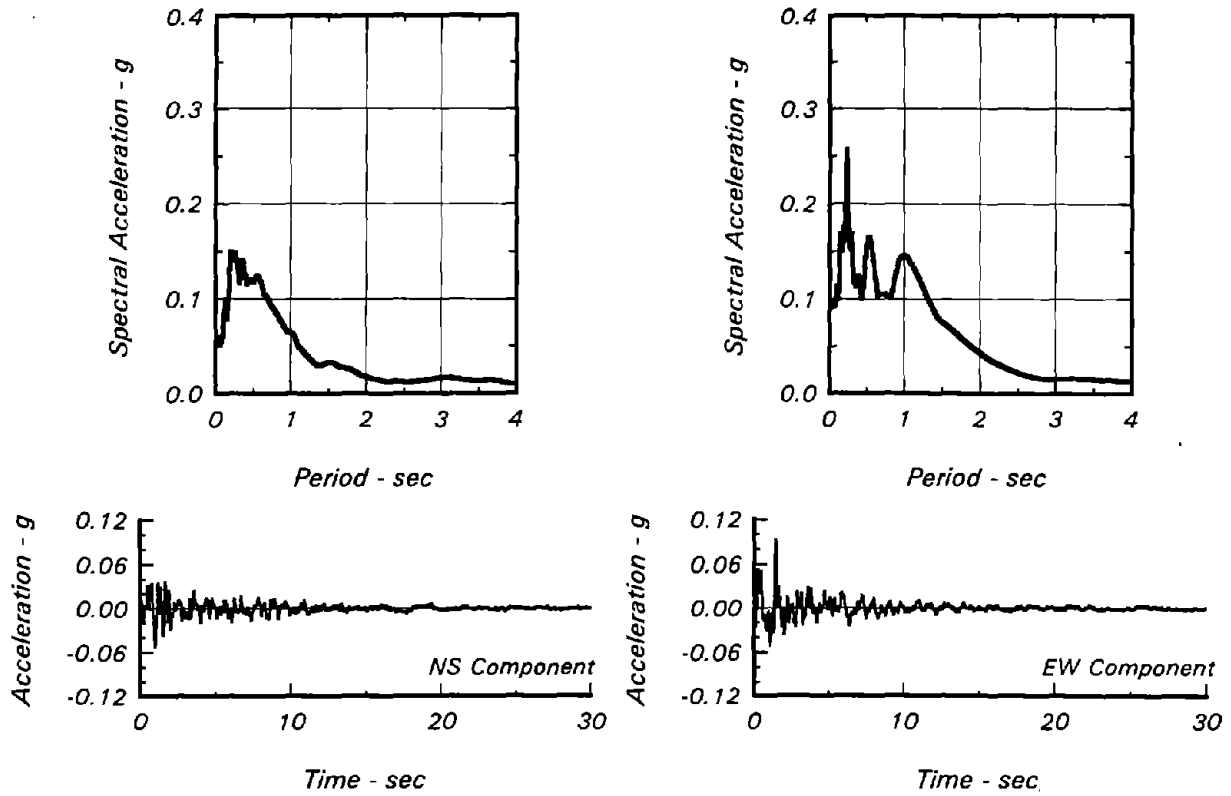 Spectral Acceleration - g
0.4
0.3
0.2
0.1
0.0
0 1 2 3 4
Period - sec
Spectral Acceleration - g
0.4
0.3
0.2
0.1
0.0
0 1 2 3 4
Period - sec
Acceleration - g
0.12
0.06
0.00
-0.06
-0.12
NS Component
0 10 20 30
Time - sec
Acceleration - g
0.12
0.06
0.00
-0.06
-0.12
EW Component
0 10 20 30
Time - sec